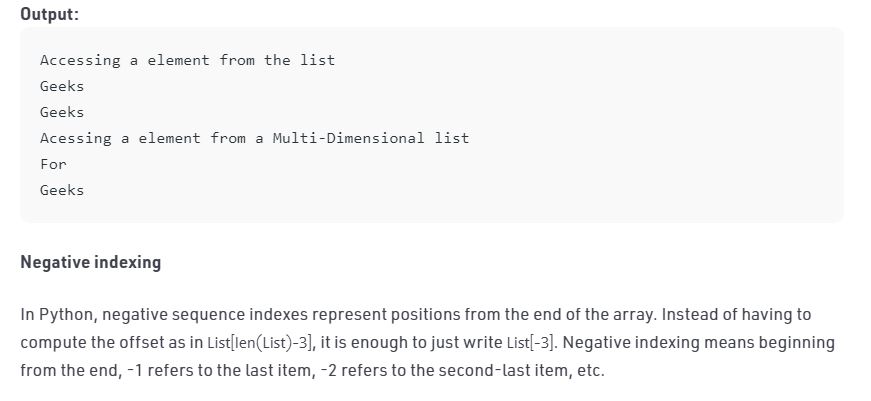 Output:
Accessing a element from the list
Geeks
Geeks
Acessing a element from a Multi-Dimensional list
For
Geeks
Negative indexing
In Python, negative sequence indexes represent positions from the end of the array. Instead of having to
compute the offset as in List[len(List)-3], it is enough to just write List[-3]. Negative indexing means beginning
from the end, -1 refers to the last item, -2 refers to the second-last item, etc.